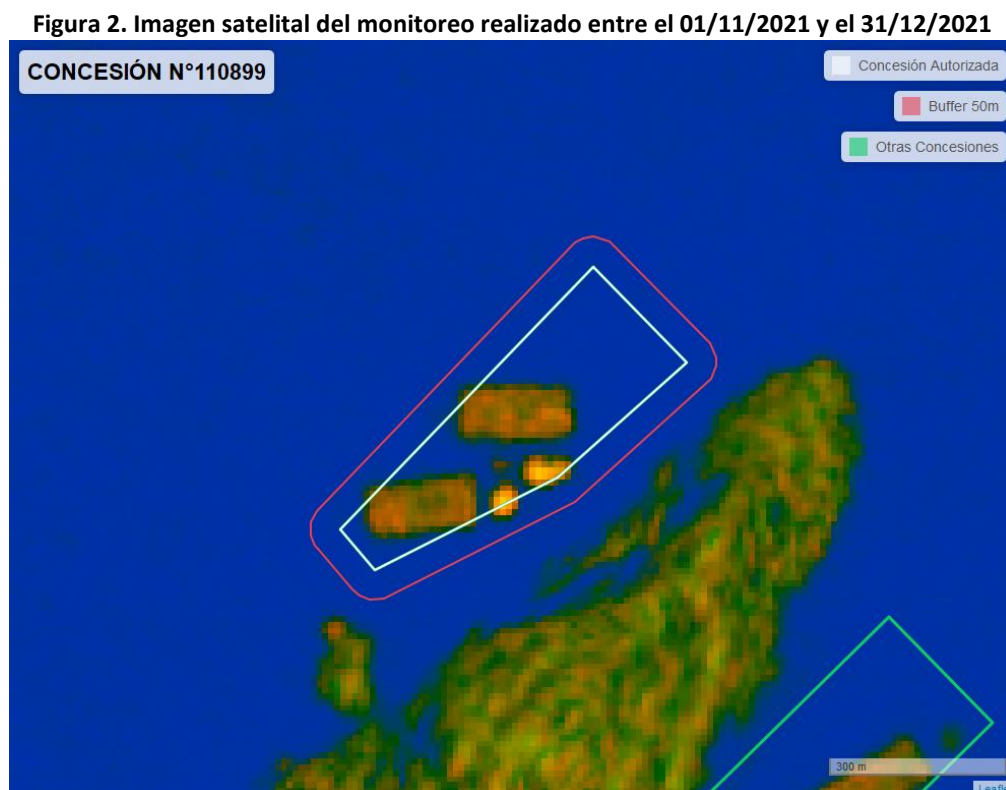 Figura 2. Imagen satelital del monitoreo realizado entre el 01/11/2021 y el 31/12/2021
CONCESIÓN N°110899
Concesión Autorizada
Buffer 50m
Otras Concesiones
300 m